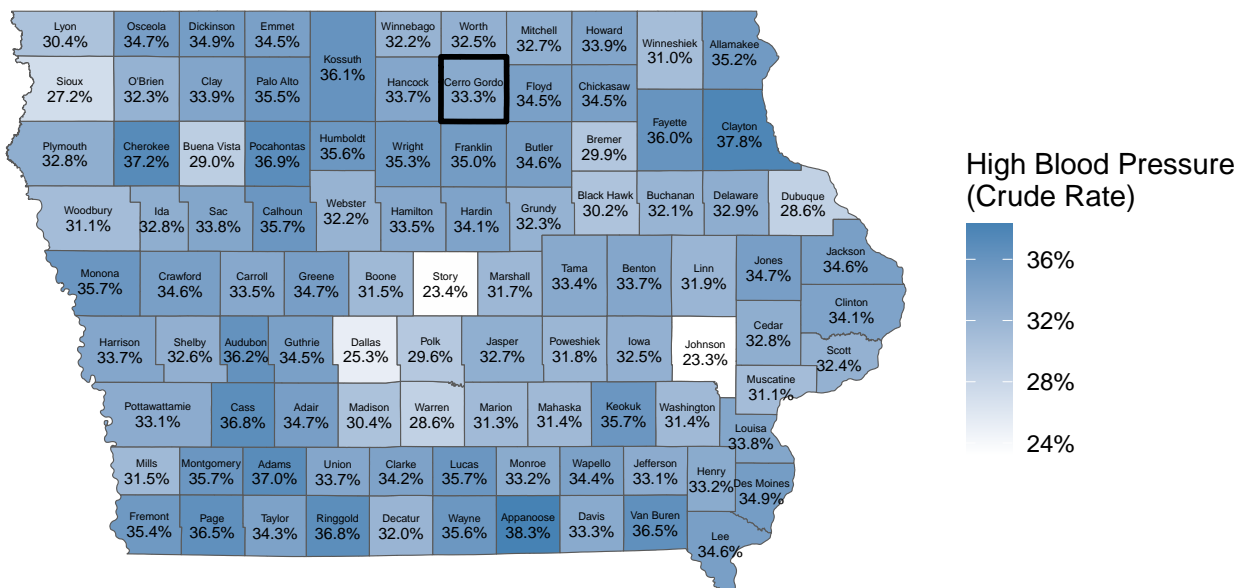 Lyon
30.4%
Osceola
34.7%
Dickinson
34.9%
Emmet
34.5%
Kossuth
36.1%
Winnebago
32.2%
Worth
32.5%
Mitchell
32.7%
Howard
33.9%
Winneshiek
31.0%
Allamakee
35.2%
Sioux
27.2%
O'Brien
32.3%
Clay
33.9%
Palo Alto
35.5%
Hancock
33.7%
Cerro Gordo
33.3%
Floyd
34.5%
Chickasaw
34.5%
Fayette
36.0%
Clayton
37.8%
Plymouth
32.8%
Cherokee
37.2%
Buena Vista
29.0%
Pocahontas
36.9%
Humboldt
35.6%
Wright
35.3%
Franklin
35.0%
Butler
34.6%
Bremer
29.9%
Woodbury
31.1%
Ida
32.8%
Sac
33.8%
Calhoun
35.7%
Webster
32.2%
Hamilton
33.5%
Hardin
34.1%
Grundy
32.3%
Black Hawk
30.2%
Buchanan
32.1%
Delaware
32.9%
Dubuque
28.6%
Monona
35.7%
Crawford
34.6%
Carroll
33.5%
Greene
34.7%
Boone
31.5%
Story
23.4%
Marshall
31.7%
Tama
33.4%
Benton
33.7%
Linn
31.9%
Jones
34.7%
Jackson
34.6%
Clinton
34.1%
Harrison
33.7%
Shelby
32.6%
Audubon
36.2%
Guthrie
34.5%
Dallas
25.3%
Polk
29.6%
Jasper
32.7%
Poweshiek
31.8%
Iowa
32.5%
Johnson
23.3%
Cedar
32.8%
Scott
32.4%
Muscatine
31.1%
Pottawattamie
33.1%
Cass
36.8%
Adair
34.7%
Madison
30.4%
Warren
28.6%
Marion
31.3%
Mahaska
31.4%
Keokuk
35.7%
Washington
31.4%
Louisa
33.8%
Mills
31.5%
Montgomery
35.7%
Adams
37.0%
Union
33.7%
Clarke
34.2%
Lucas
35.7%
Monroe
33.2%
Wapello
34.4%
Jefferson
33.1%
Henry
33.2%
Des Moines
34.9%
Fremont
35.4%
Page
36.5%
Taylor
34.3%
Ringgold
36.8%
Decatur
32.0%
Wayne
35.6%
Appanoose
38.3%
Davis
33.3%
Van Buren
36.5%
Lee
34.6%
High Blood Pressure
(Crude Rate)
36%
32%
28%
24%